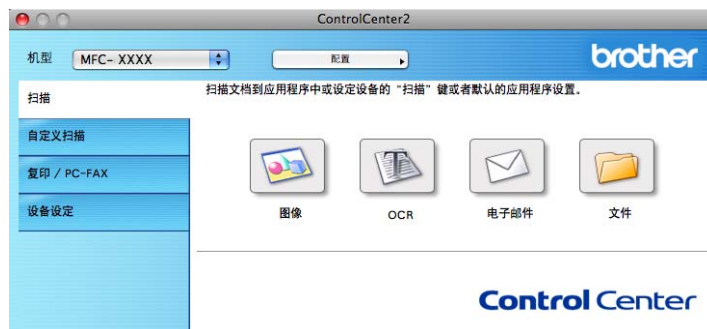 ControlCenter2
机型 MFC- XXXX 配置 brother
扫描
扫描文档到应用程序中或设定设备的“扫描”键或者默认的应用程序设置。
自定义扫描
复印 / PC-FAX
设备设定
图像 OCR 电子邮件 文件
Control Center